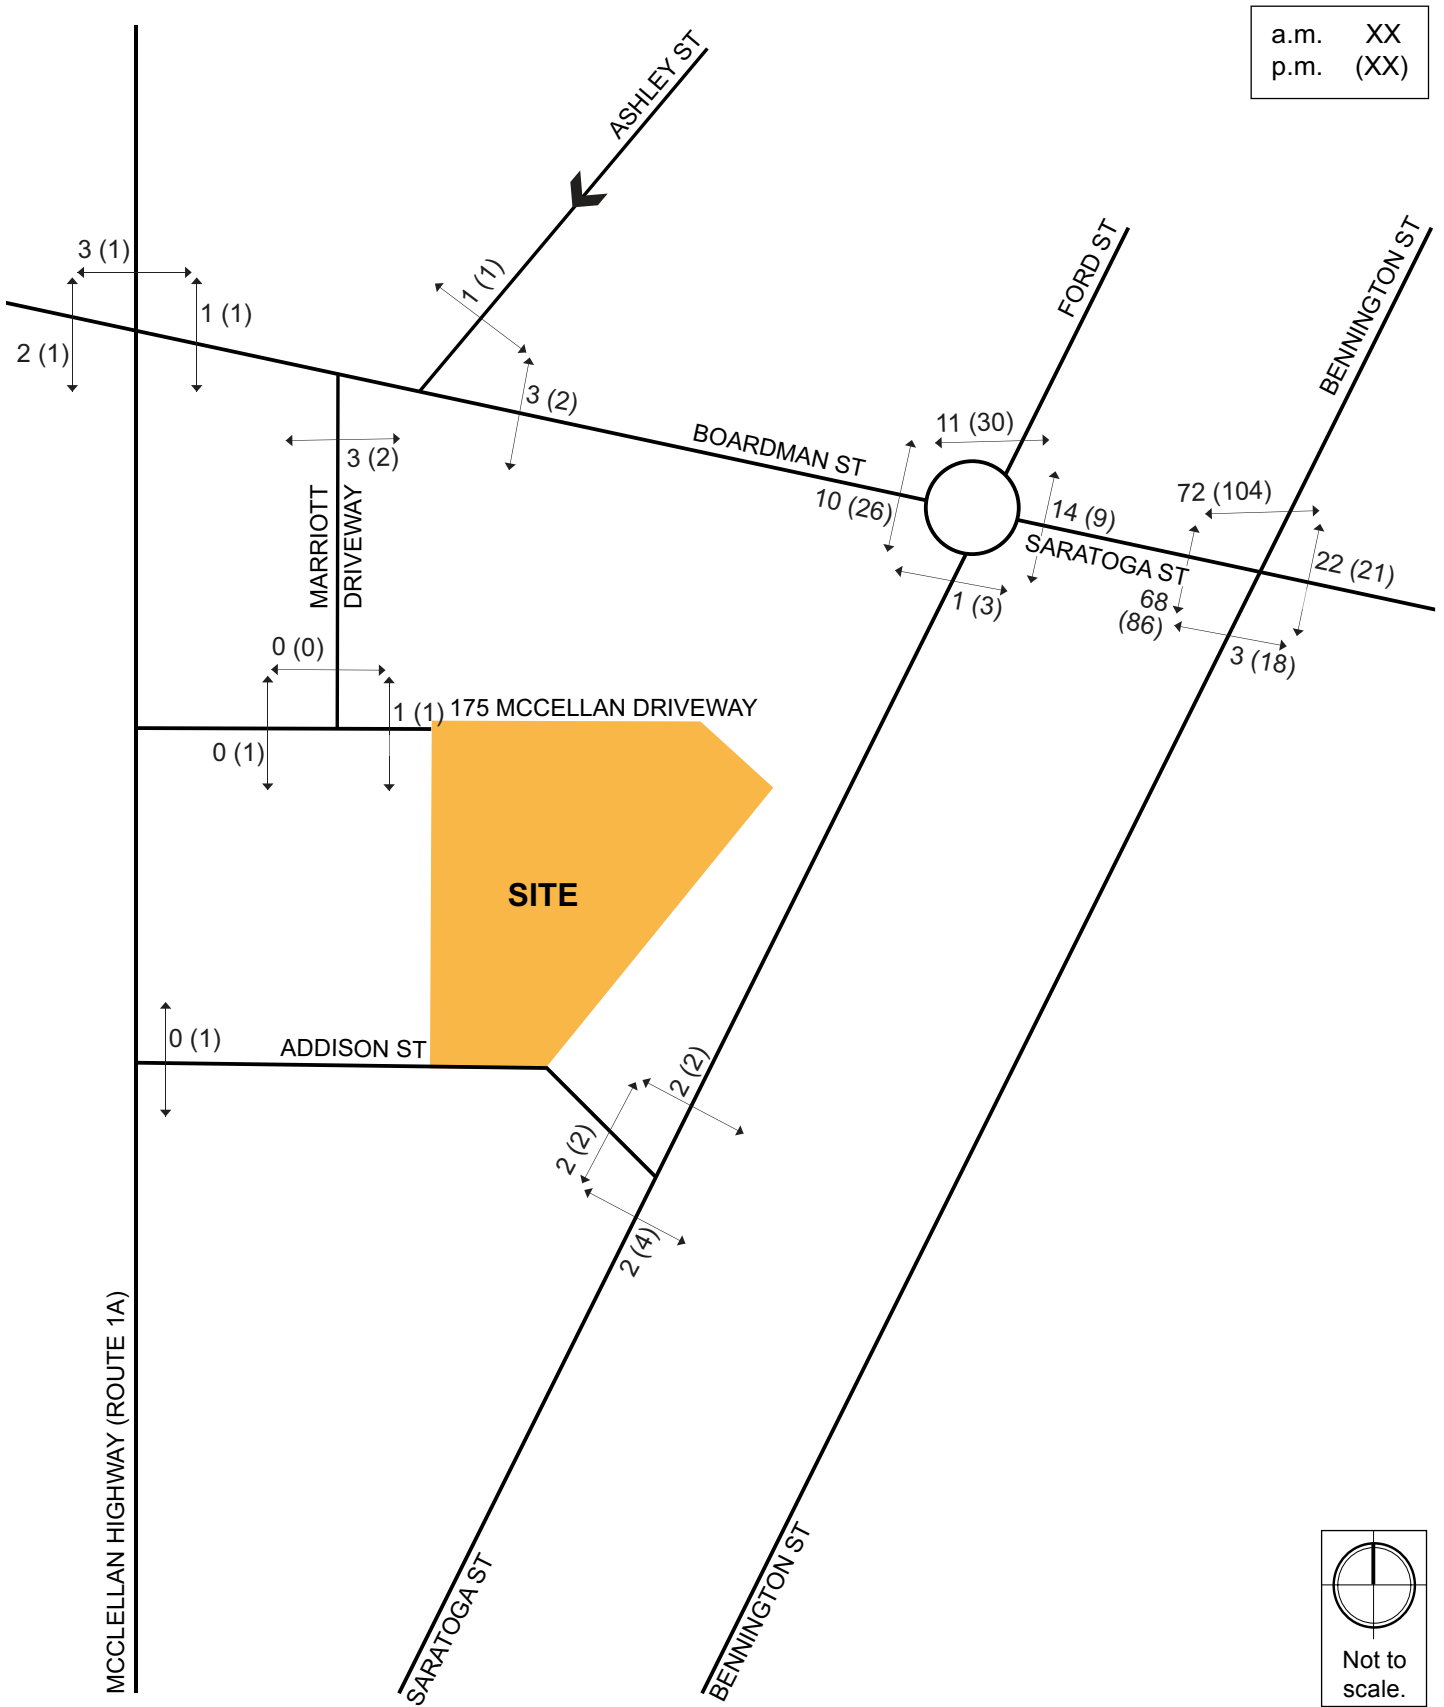 a.m. XX
p.m. (XX)
ASHLEY ST
FORD ST
BENNINGTON ST
3 (1)
1 (1)
2 (1)
1 (1)
3 (2)
BOARDMAN ST
11 (30)
10 (26)
14 (9)
SARATOGA ST
1 (3)
72 (104)
22 (21)
68
(86)
3 (18)
3 (2)
MARRIOTT
DRIVEWAY
0 (0)
1 (1)
0 (1)
175 MCCELLAN DRIVEWAY
SITE
0 (1)
ADDISON ST
2 (2)
2 (2)
2 (4)
MCCLELLAN HIGHWAY (ROUTE 1A)
SARATOGA ST
BENNINGTON ST
Not to
scale.